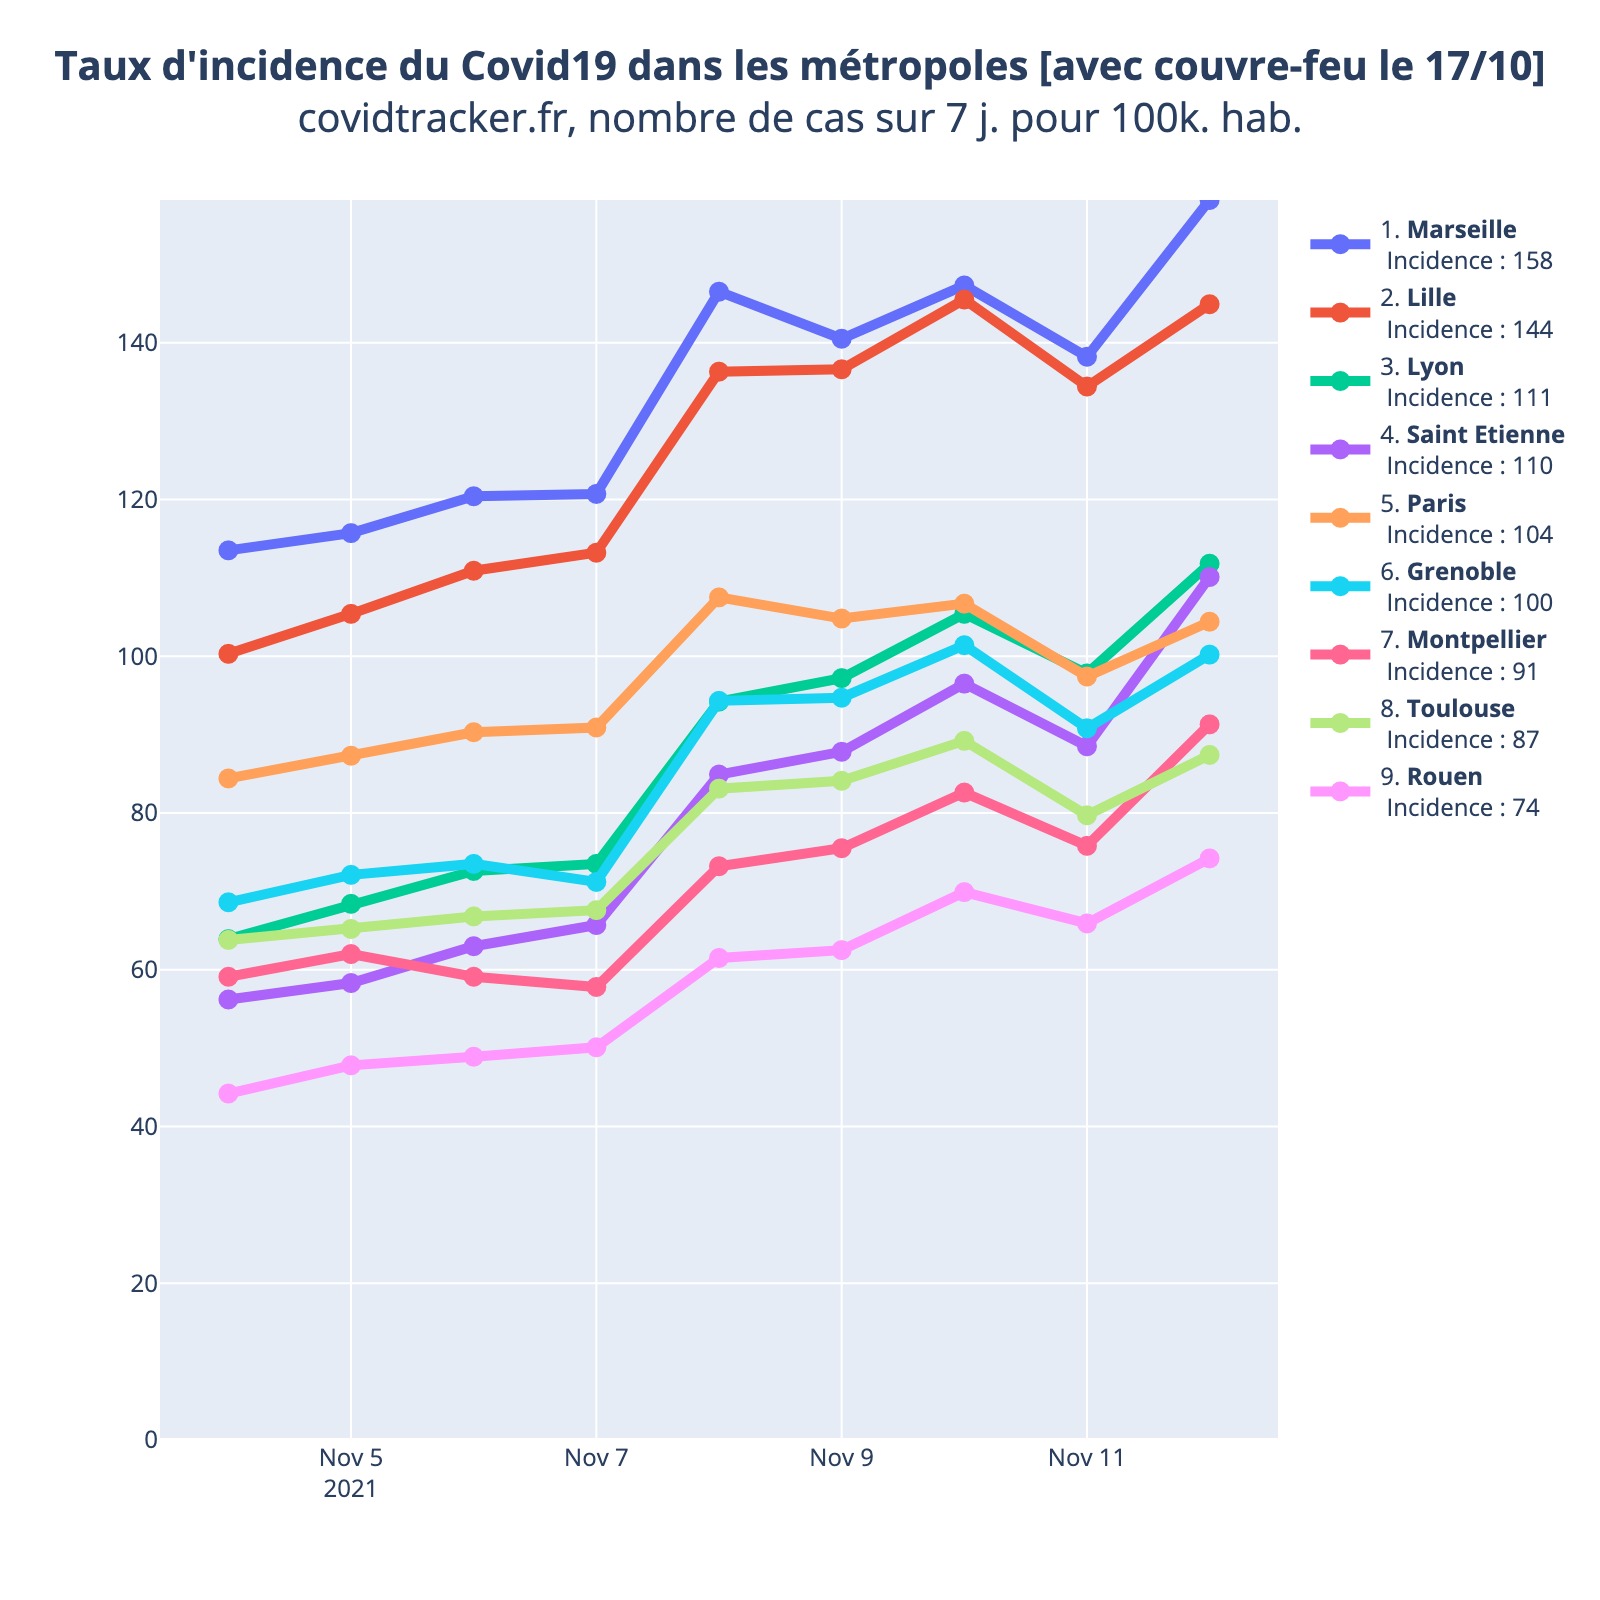 Taux d'incidence du Covid19 dans les métropoles [avec couvre-feu le 17/10]
covidtracker.fr, nombre de cas sur 7 j. pour 100k. hab.
1. Marseille
Incidence : 158
2. Lille
Incidence : 144
3. Lyon
Incidence : 111
4. Saint Etienne
Incidence : 110
5. Paris
Incidence : 104
6. Grenoble
Incidence : 100
7. Montpellier
Incidence : 91
8. Toulouse
Incidence : 87
9. Rouen
Incidence : 74
140
120
100
80
60
40
20
0
Nov 5
2021
Nov 7
Nov 9
Nov 11